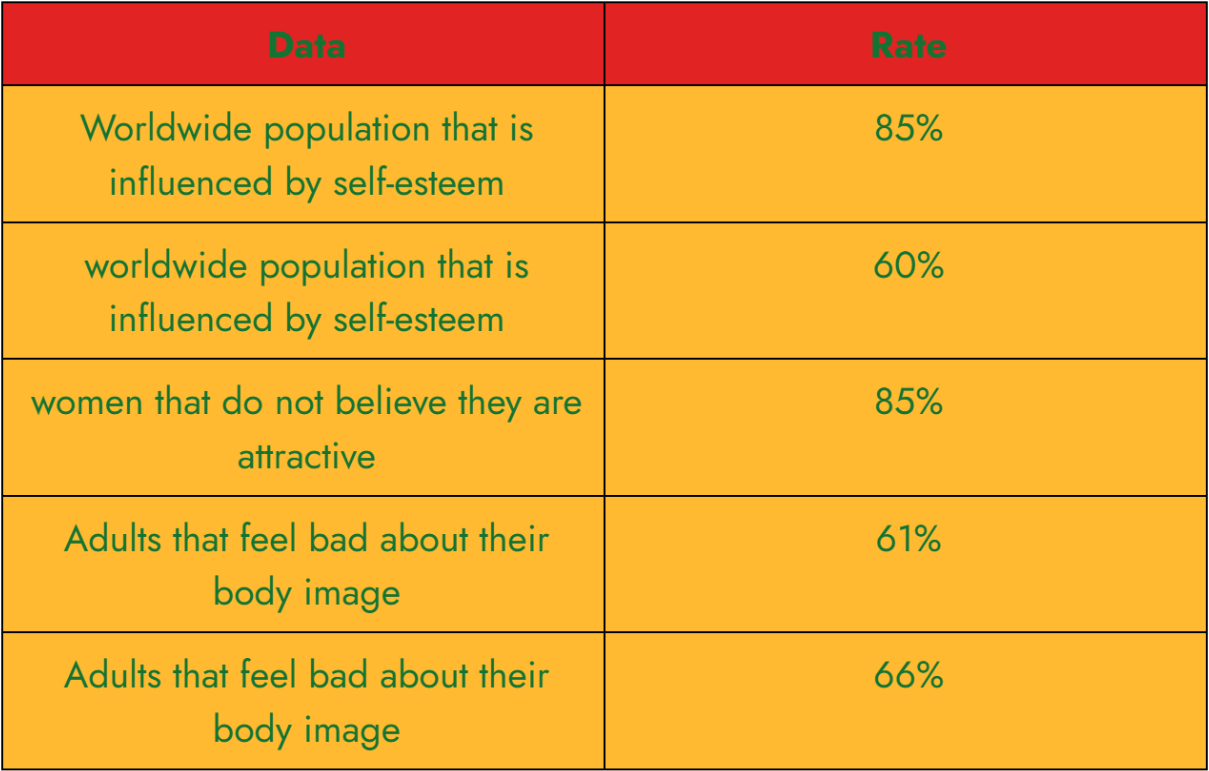 Data Rate
Worldwide population that is 85%
influenced by self-esteem
worldwide population that is 60%
influenced by self-esteem
women that do not believe they are 85%
attractive
Adults that feel bad about their 61%
body image
Adults that feel bad about their 66%
body image